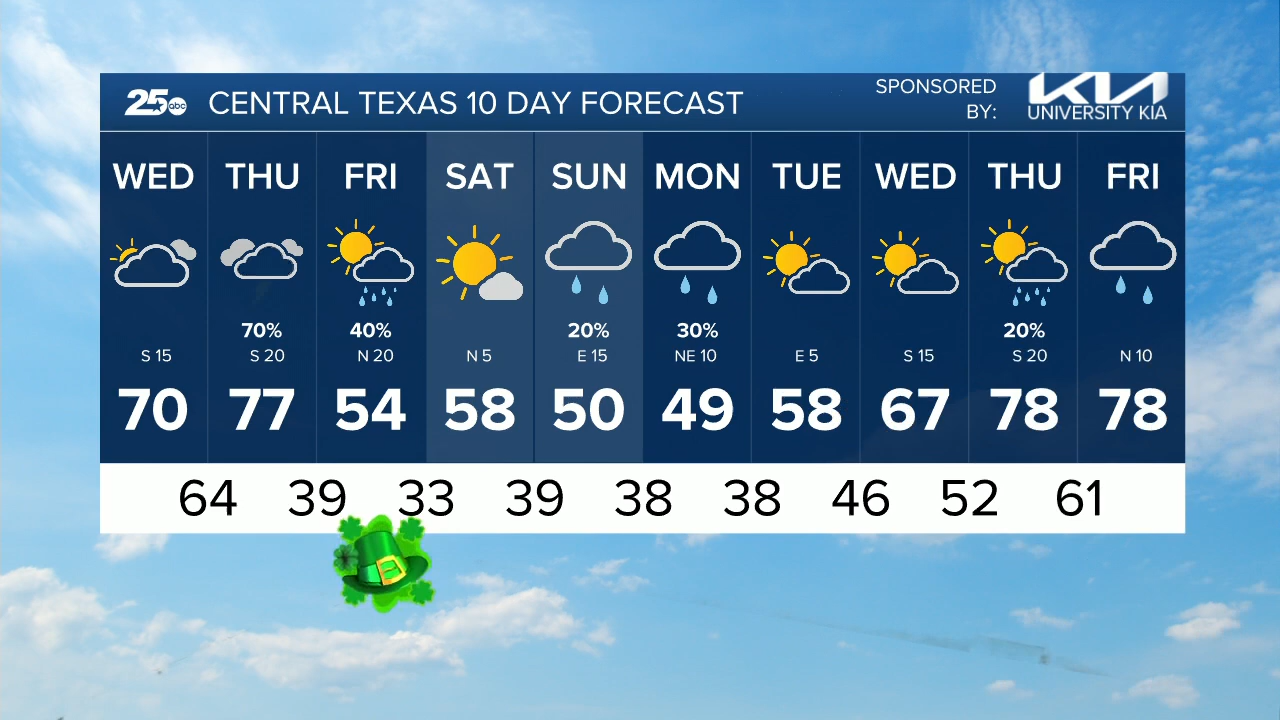 25 abc CENTRAL TEXAS 10 DAY FORECAST
SPONSORED
BY:
KIA
UNIVERSITY KIA
WED THU FRI SAT SUN MON TUE WED THU FRI
70% 40% 20% 30% 20%
S 15 S 20 N 20 N 5 E 15 NE 10 E 5 S 15 S 20 N 10
70 77 54 58 50 49 58 67 78 78
64 39 33 39 38 38 46 52 61